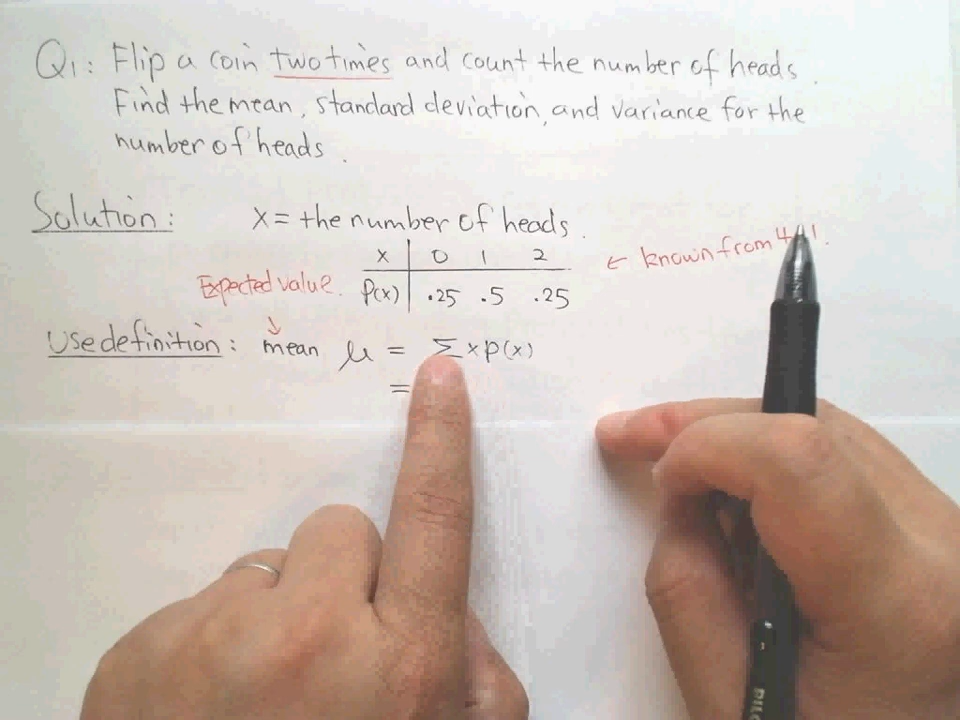 Q1: Flip a coin two times and count the number of heads.
Find the mean, standard deviation, and variance for the
number of heads.
Solution: X = the number of heads.
x 0 1 2 ← known from
Expected value. P(x) .25 .5 .25
↓
Use definition: mean μ = Σxp(x)
=